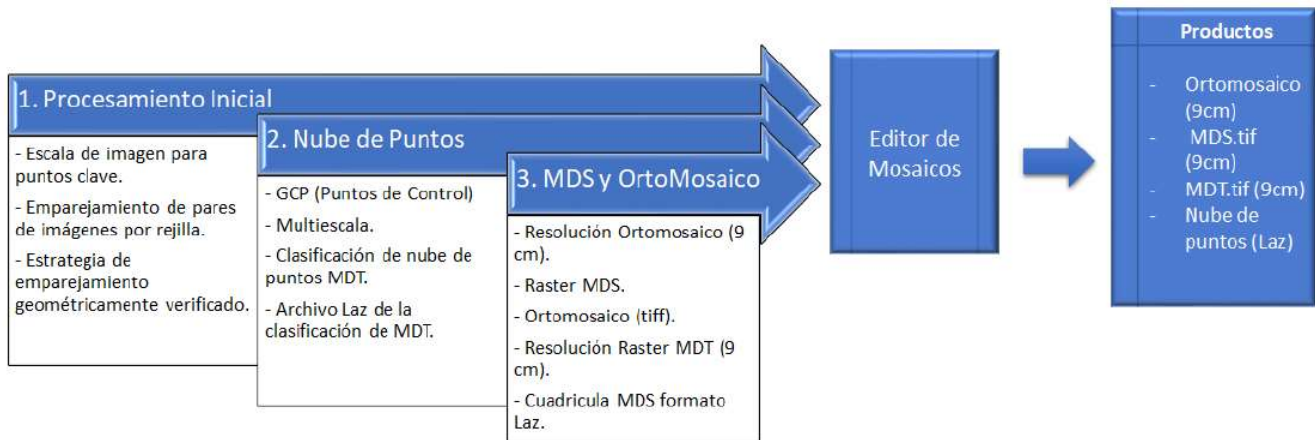 1. Procesamiento Inicial
- Escala de imagen para
puntos clave.
- Emparejamiento de pares
de imágenes por rejilla.
- Estrategia de
emparejamiento
geométricamente verificado.
2. Nube de Puntos
- GCP (Puntos de Control)
- Multiescala.
- Clasificación de nube de
puntos MDT.
- Archivo Laz de la
clasificación de MDT.
3. MDS y OrtoMosaico
- Resolución Ortomosaico (9
cm).
- Raster MDS.
- Ortomosaico (tiff).
- Resolución Raster MDT (9
cm).
- Cuadricula MDS formato
Laz.
Editor de
Mosaicos
Productos
- Ortomosaico
(9cm)
- MDS.tif
(9cm)
- MDT.tif (9cm)
- Nube de
puntos (Laz)